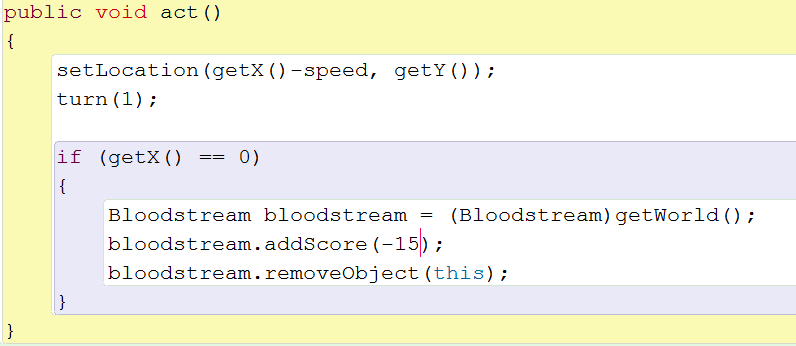 public void act()
{
    setLocation(getX()-speed, getY());
    turn(1);

    if (getX() == 0)
    {
        Bloodstream bloodstream = (Bloodstream)getWorld();
        bloodstream.addScore(-15);
        bloodstream.removeObject(this);
    }
}